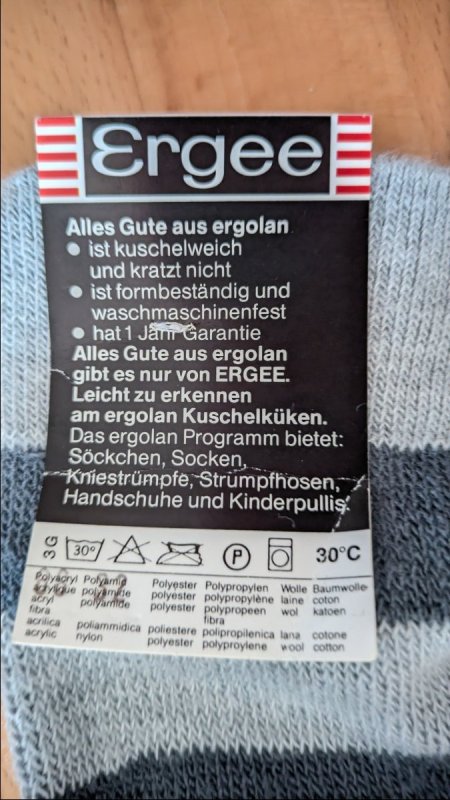 Ergee
Alles Gute aus ergolan
● ist kuschelweich
und kratzt nicht
● ist formbeständig und
waschmaschinenfest
● hat 1 Jahr Garantie
Alles Gute aus ergolan
gibt es nur von ERGEE.
Leicht zu erkennen
am ergolan Kuschelküken.
Das ergolan Programm bietet:
Söckchen, Socken,
Kniestrümpfe, Strumpfhosen,
Handschuhe und Kinderpullis.
3G 30° P 30°C
Polyacryl Polyamid Polyester Polypropylen Wolle Baumwolle
acrylique polyamide polyester polypropylène laine coton
acryl polyamide polyester polypropeen wol katoen
fibra fibra
acrilica poliammidica poliestere polipropilenica lana cotone
acrylic nylon polyester polyproylene wool cotton